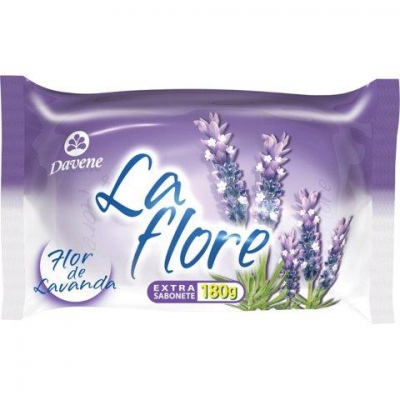 Davene
La
flore
Flor
de
Lavanda
EXTRA
SABONETE
180g